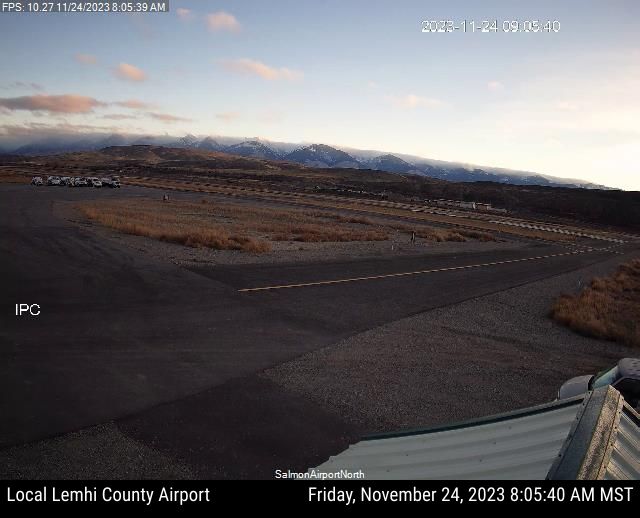 FPS: 10.27 11/24/2023 8:05:39 AM
2023-11-24 09:05:40
IPC
SalmonAirportNorth
Local Lemhi County Airport
Friday, November 24, 2023 8:05:40 AM MST